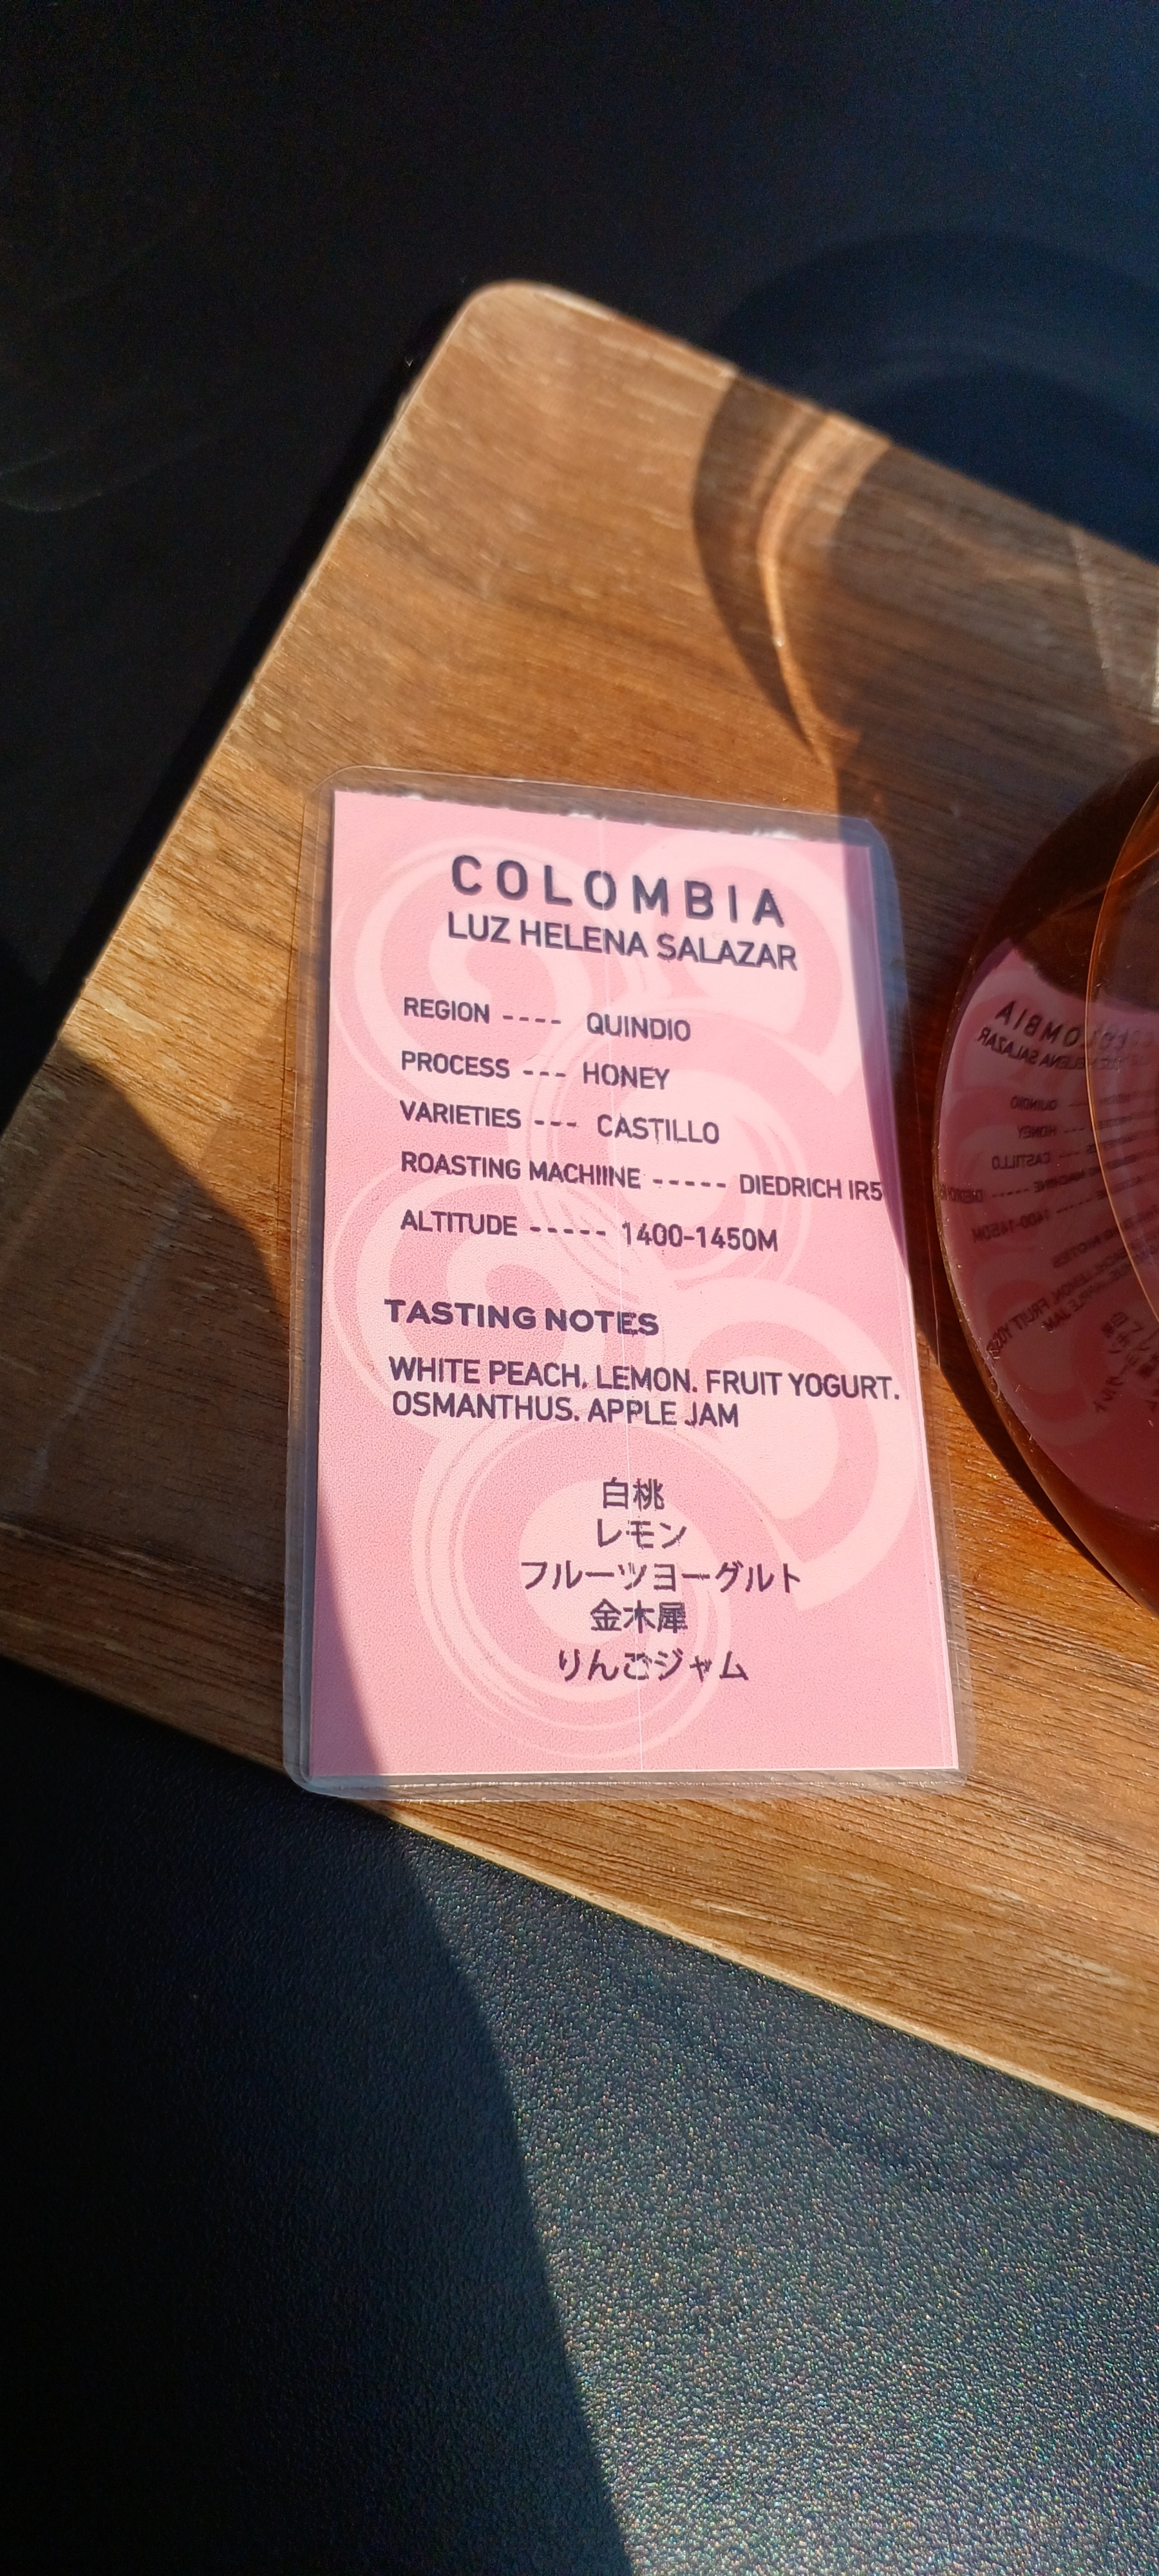 COLOMBIA
LUZ HELENA SALAZAR
REGION ---- QUINDIO
PROCESS --- HONEY
VARIETIES --- CASTILLO
ROASTING MACHIINE ----- DIEDRICH IR5
ALTITUDE ----- 1400-1450M
TASTING NOTES
WHITE PEACH. LEMON. FRUIT YOGURT.
OSMANTHUS. APPLE JAM
白桃
レモン
フルーツヨーグルト
金木犀
りんごジャム